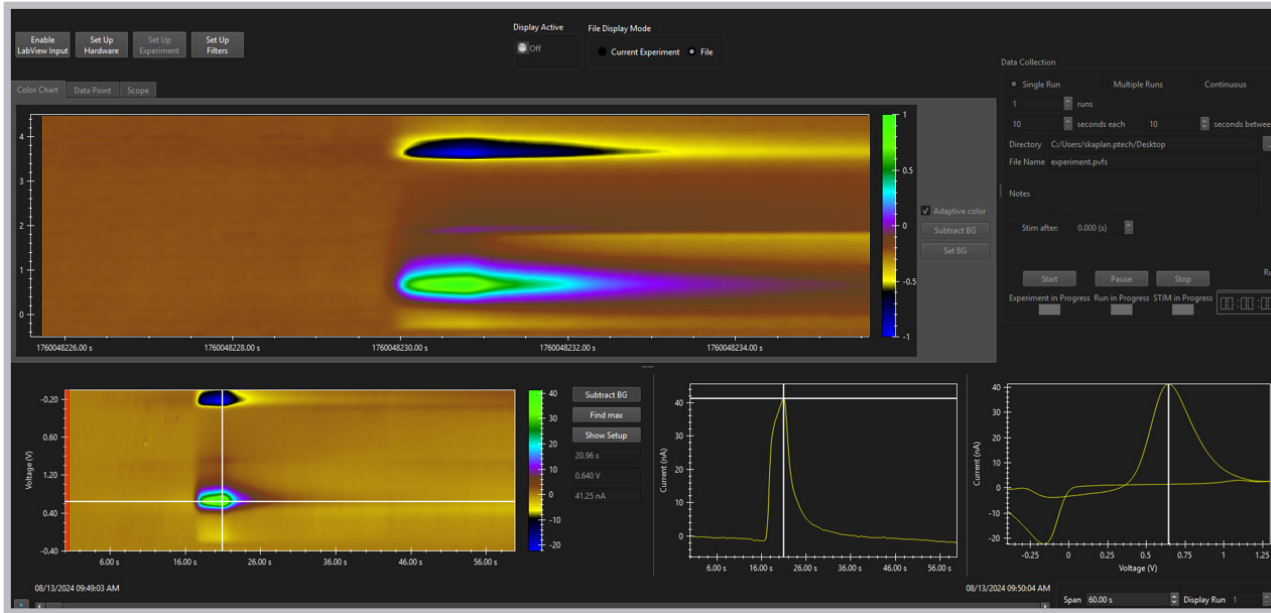 Enable LabView Input
Set Up Hardware
Set Up Experiment
Set Up Filters
Display Active
Off
File Display Mode
Current Experiment File
Color Chart Data Point Scope
4
3
2
1
0
1760048226.00 s 1760048228.00 s 1760048230.00 s 1760048232.00 s 1760048234.00 s
1
0.5
0
-0.5
-1
Adaptive color
Subtract BG
Set BG
Data Collection
Single Run Multiple Runs Continuous
1 runs
10 seconds each 10 seconds betwee
Directory C:/Users/skaplan.ptech/Desktop ...
File Name experiment.pvfs
Notes
Stim after: 0.000 (s)
Start Pause Stop
Experiment in Progress Run in Progress STIM in Progress
Voltage (V)
-0.20
0.60
1.20
0.40
-0.40
6.00 s 16.00 s 26.00 s 36.00 s 46.00 s 56.00 s
40
30
20
10
0
-10
-20
Subtract BG
Find max
Show Setup
20.96 s
0.640 V
41.25 nA
Current (nA)
40
30
20
10
0
6.00 s 16.00 s 26.00 s 36.00 s 46.00 s 56.00 s
Current (nA)
40
30
20
10
0
-10
-20
-0.25 0 0.25 0.5 0.75 1 1.25
Voltage (V)
08/13/2024 09:49:03 AM
08/13/2024 09:50:04 AM
Span 60.00 s Display Run 1